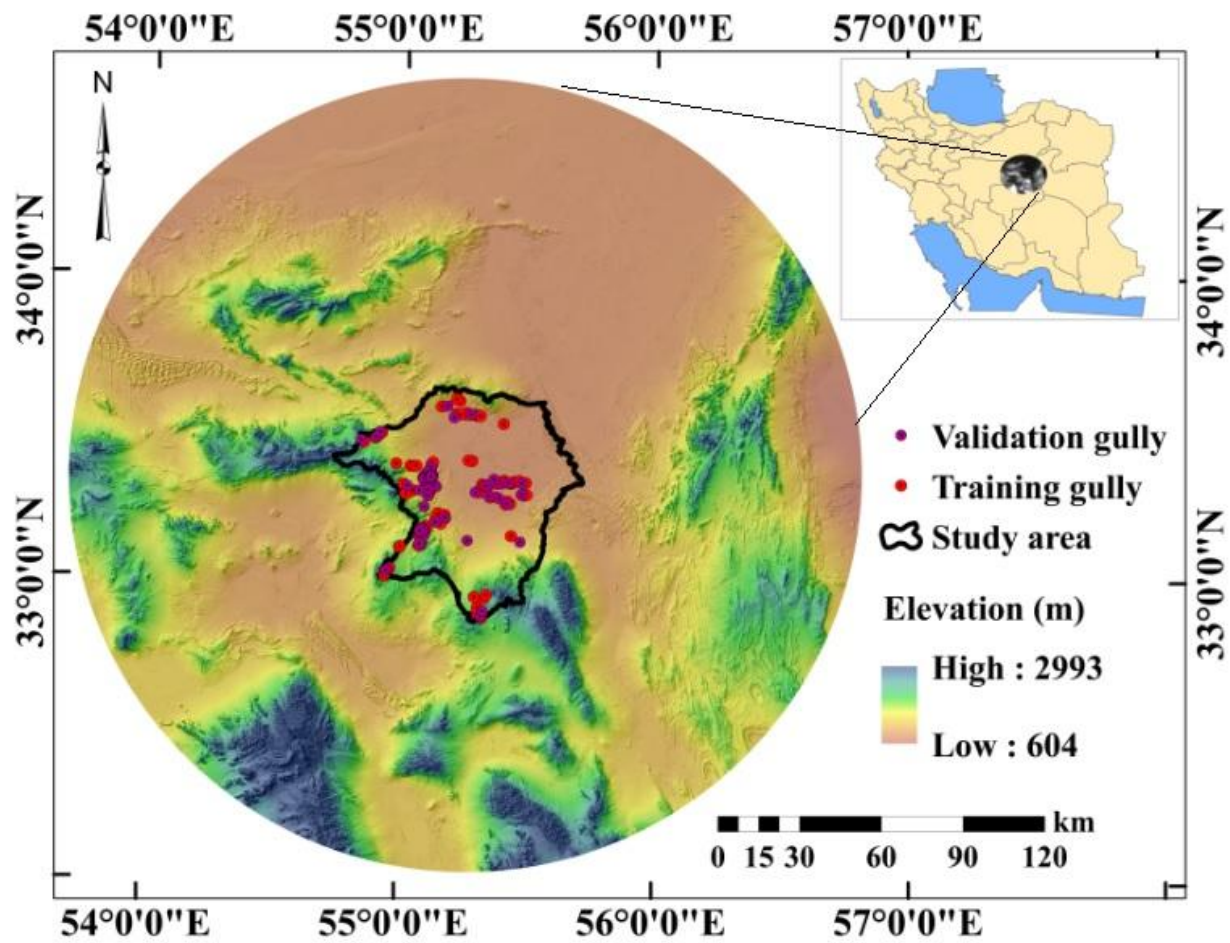 54°0'0"E 55°0'0"E 56°0'0"E 57°0'0"E
N
34°0'0"N
34°0'0"N
Validation gully
Training gully
Study area
33°0'0"N
33°0'0"N
Elevation (m)
High : 2993
Low : 604
km
0 15 30 60 90 120
54°0'0"E 55°0'0"E 56°0'0"E 57°0'0"E